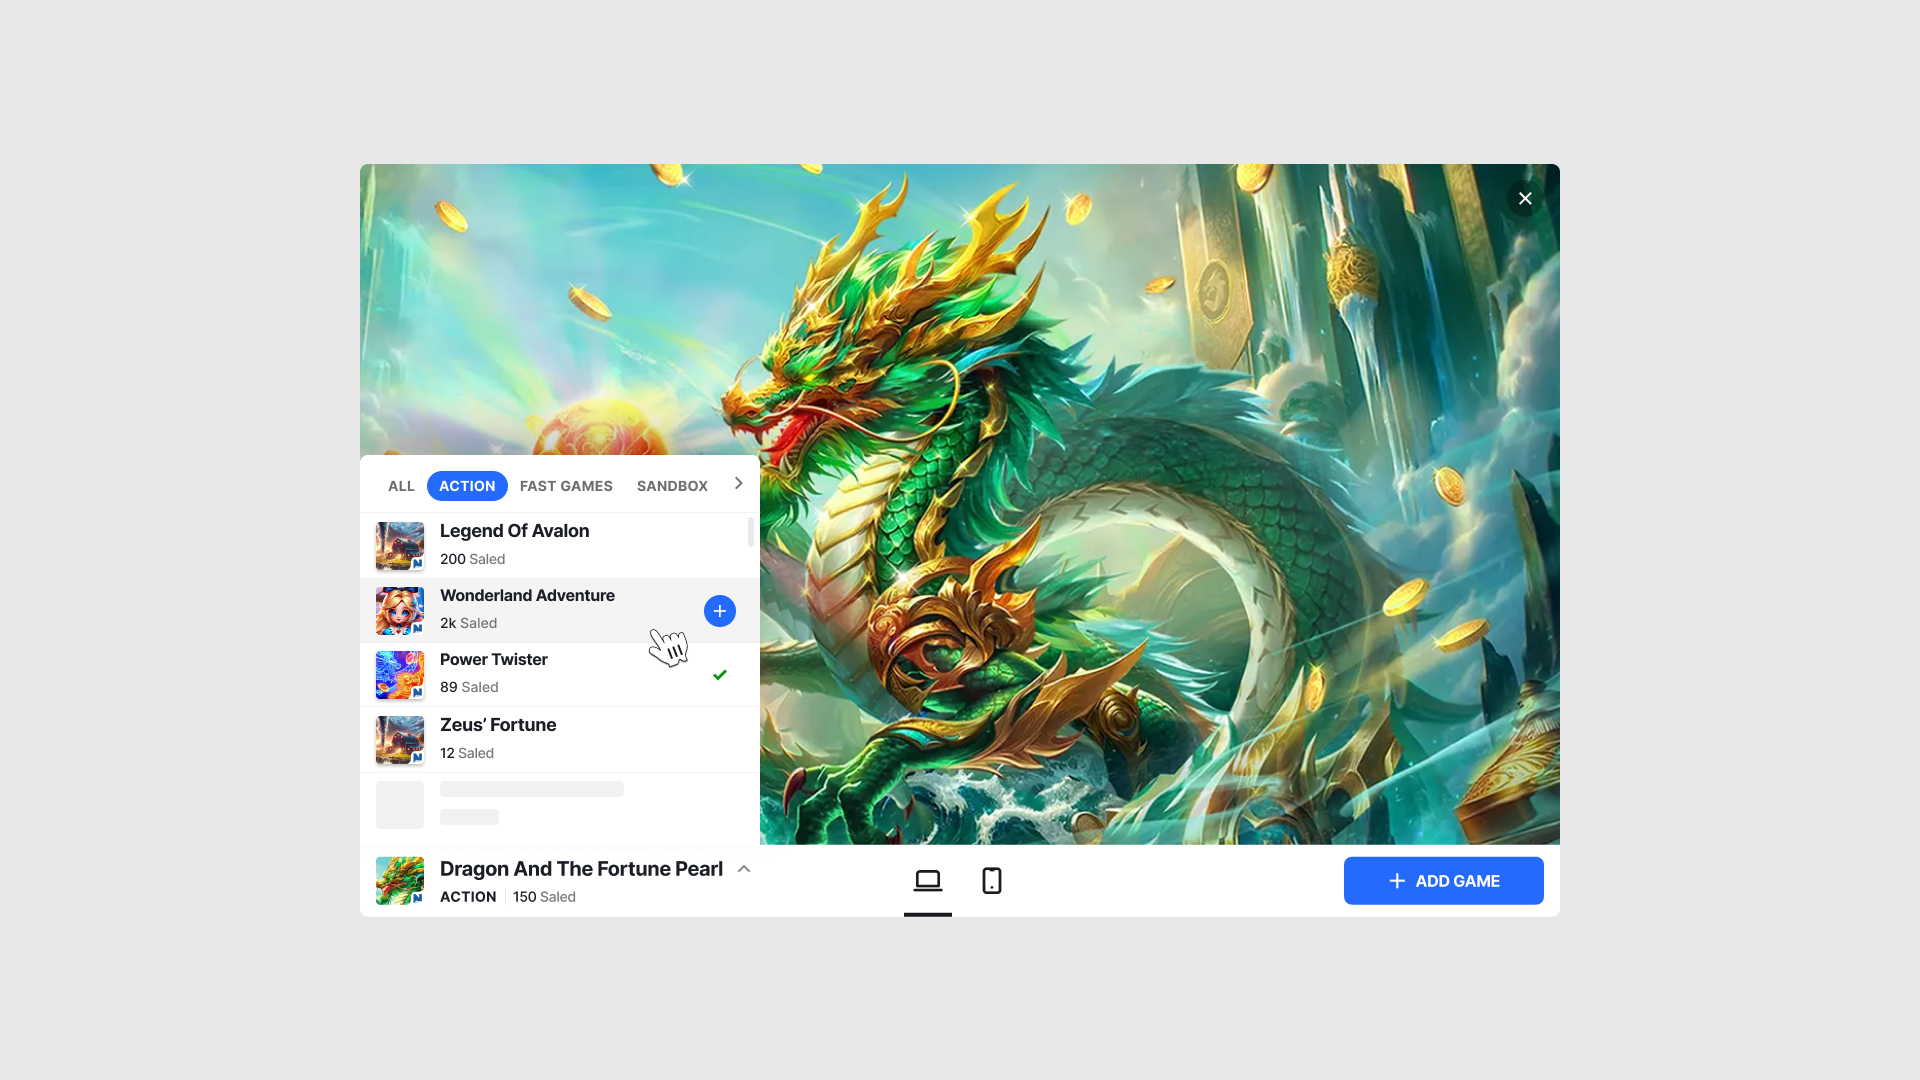 ALL ACTION FAST GAMES SANDBOX
Legend Of Avalon
200 Saled
Wonderland Adventure
2k Saled
Power Twister
89 Saled
Zeus’ Fortune
12 Saled
Dragon And The Fortune Pearl
ACTION 150 Saled
ADD GAME